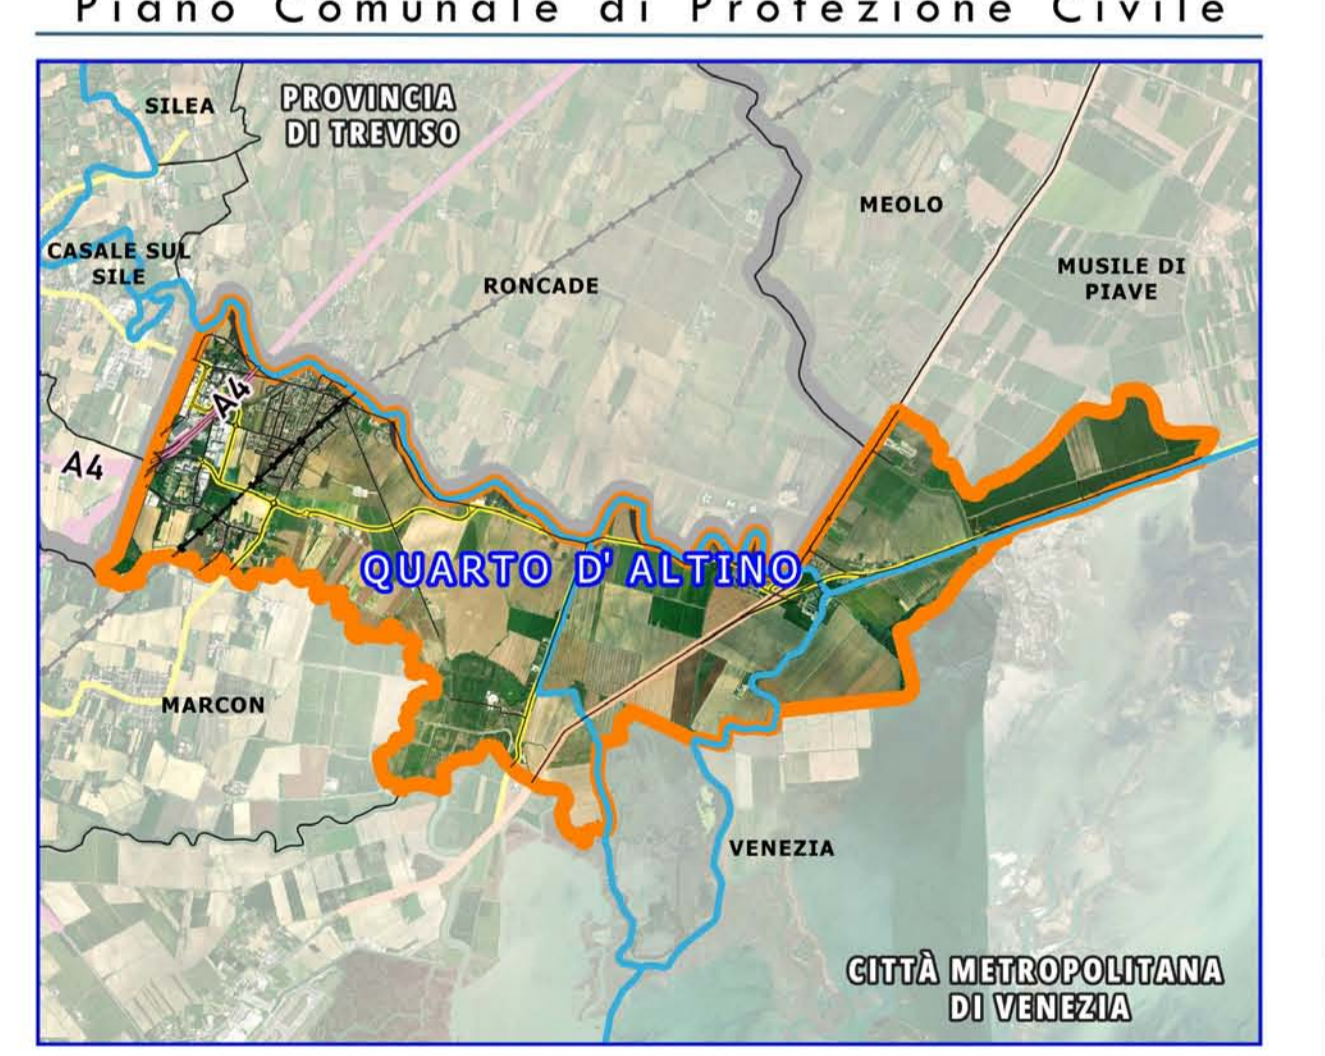 Piano Comunale di Protezione Civile
SILEA
PROVINCIA
DI TREVISO
MEOLO
CASALE SUL
SILE
RONCADE
MUSILE DI
PIAVE
A4
A4
QUARTO D' ALTINO
MARCON
VENEZIA
CITTÀ METROPOLITANA
DI VENEZIA